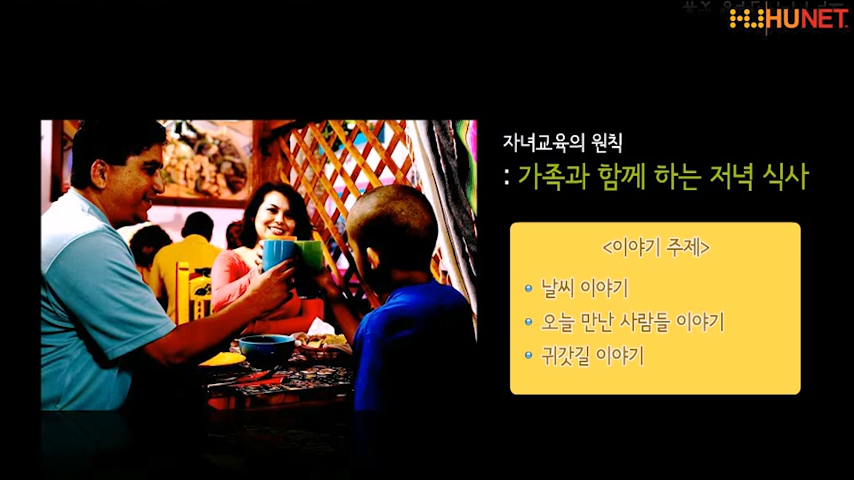 HUNET
자녀교육의 원칙
: 가족과 함께 하는 저녁 식사
<이야기 주제>
날씨 이야기
오늘 만난 사람들 이야기
귀갓길 이야기